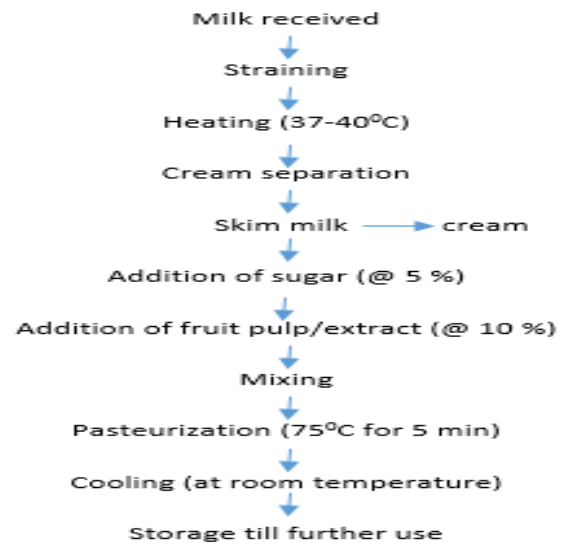 Milk received
Straining
Heating (37-40⁰C)
Cream separation
Skim milk cream
Addition of sugar (@ 5 %)
Addition of fruit pulp/extract (@ 10 %)
Mixing
Pasteurization (75⁰C for 5 min)
Cooling (at room temperature)
Storage till further use